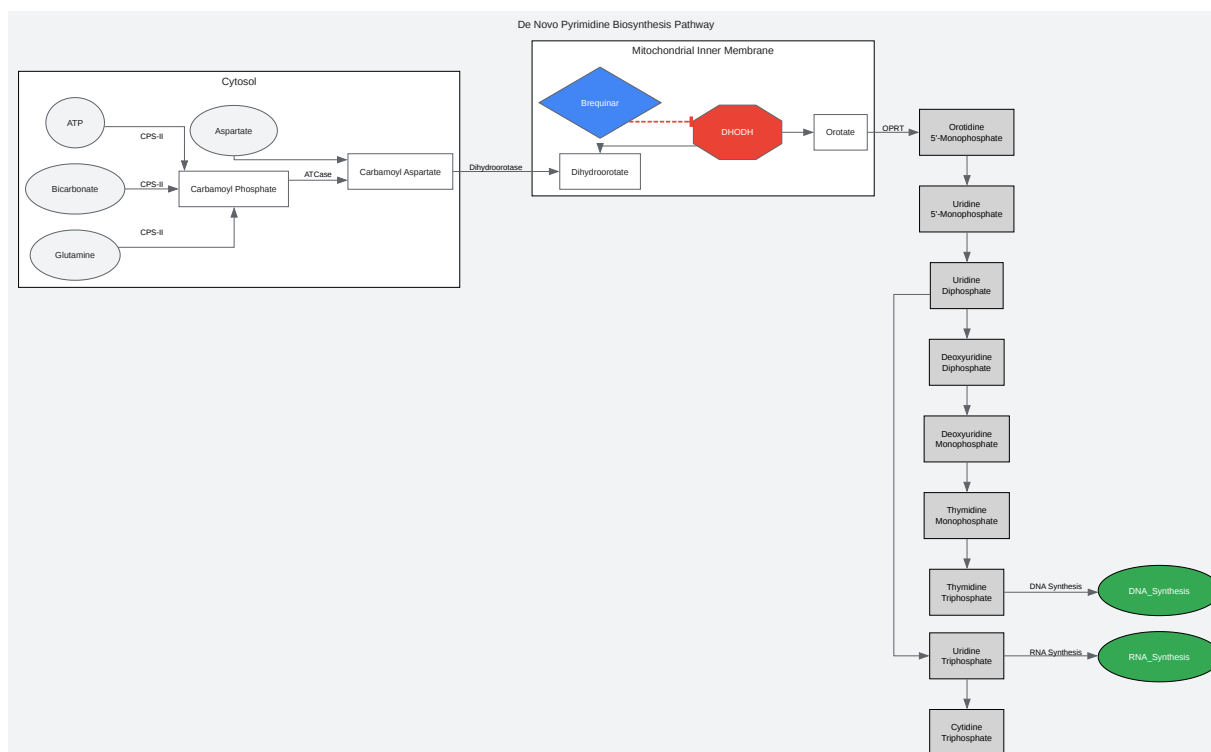 De Novo Pyrimidine Biosynthesis Pathway
Cytosol
ATP
CPS-II
Aspartate
Bicarbonate
CPS-II
Carbamoyl Phosphate
ATCase
Carbamoyl Aspartate
CPS-II
Glutamine
Dihydroorotase
Mitochondrial Inner Membrane
Brequinar
DHODH
Orotate
Dihydroorotate
OPRT
Orotidine
5'-Monophosphate
Uridine
5'-Monophosphate
Uridine
Diphosphate
Deoxyuridine
Diphosphate
Deoxyuridine
Monophosphate
Thymidine
Monophosphate
Thymidine
Triphosphate
DNA Synthesis
DNA_Synthesis
Uridine
Triphosphate
RNA Synthesis
RNA_Synthesis
Cytidine
Triphosphate